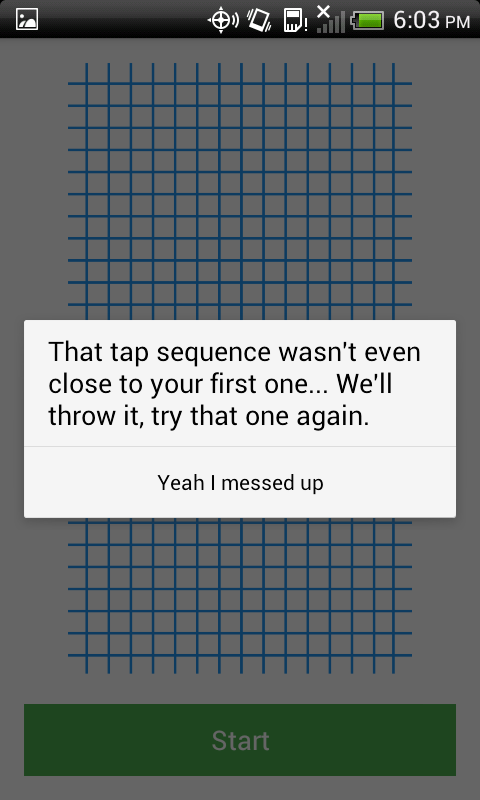 6:03 PM
That tap sequence wasn't even
close to your first one... We'll
throw it, try that one again.
Yeah I messed up
Start